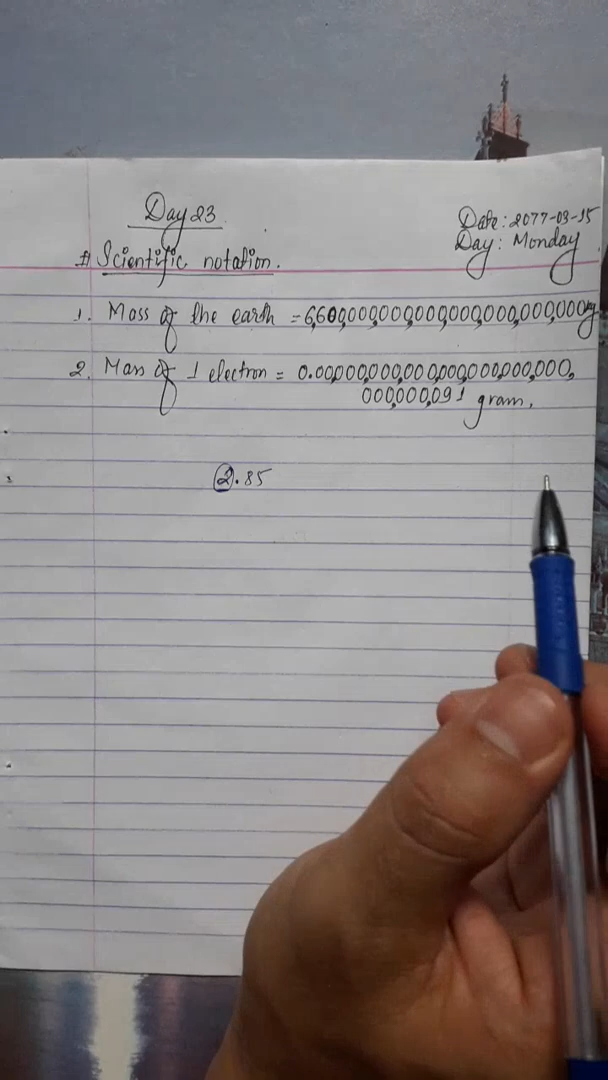 Day 23
Date: 2077-03-15
Day: Monday
# Scientific notation.
1. Mass of the earth = 6,600,000,000,000,000,000,000,000 kg
2. Mass of 1 electron = 0.00,000,000,000,000,000,000,000,
000,000,091 gram.
2.85